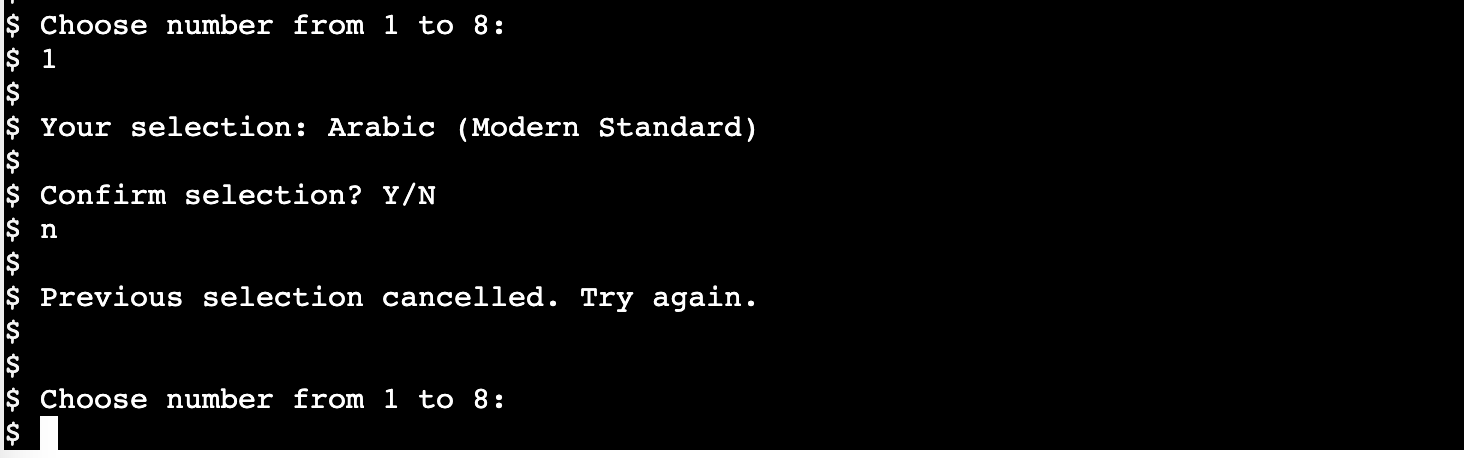 $ Choose number from 1 to 8:
$ 1
$
$ Your selection: Arabic (Modern Standard)
$
$ Confirm selection? Y/N
$ n
$
$ Previous selection cancelled. Try again.
$
$
$ Choose number from 1 to 8:
$